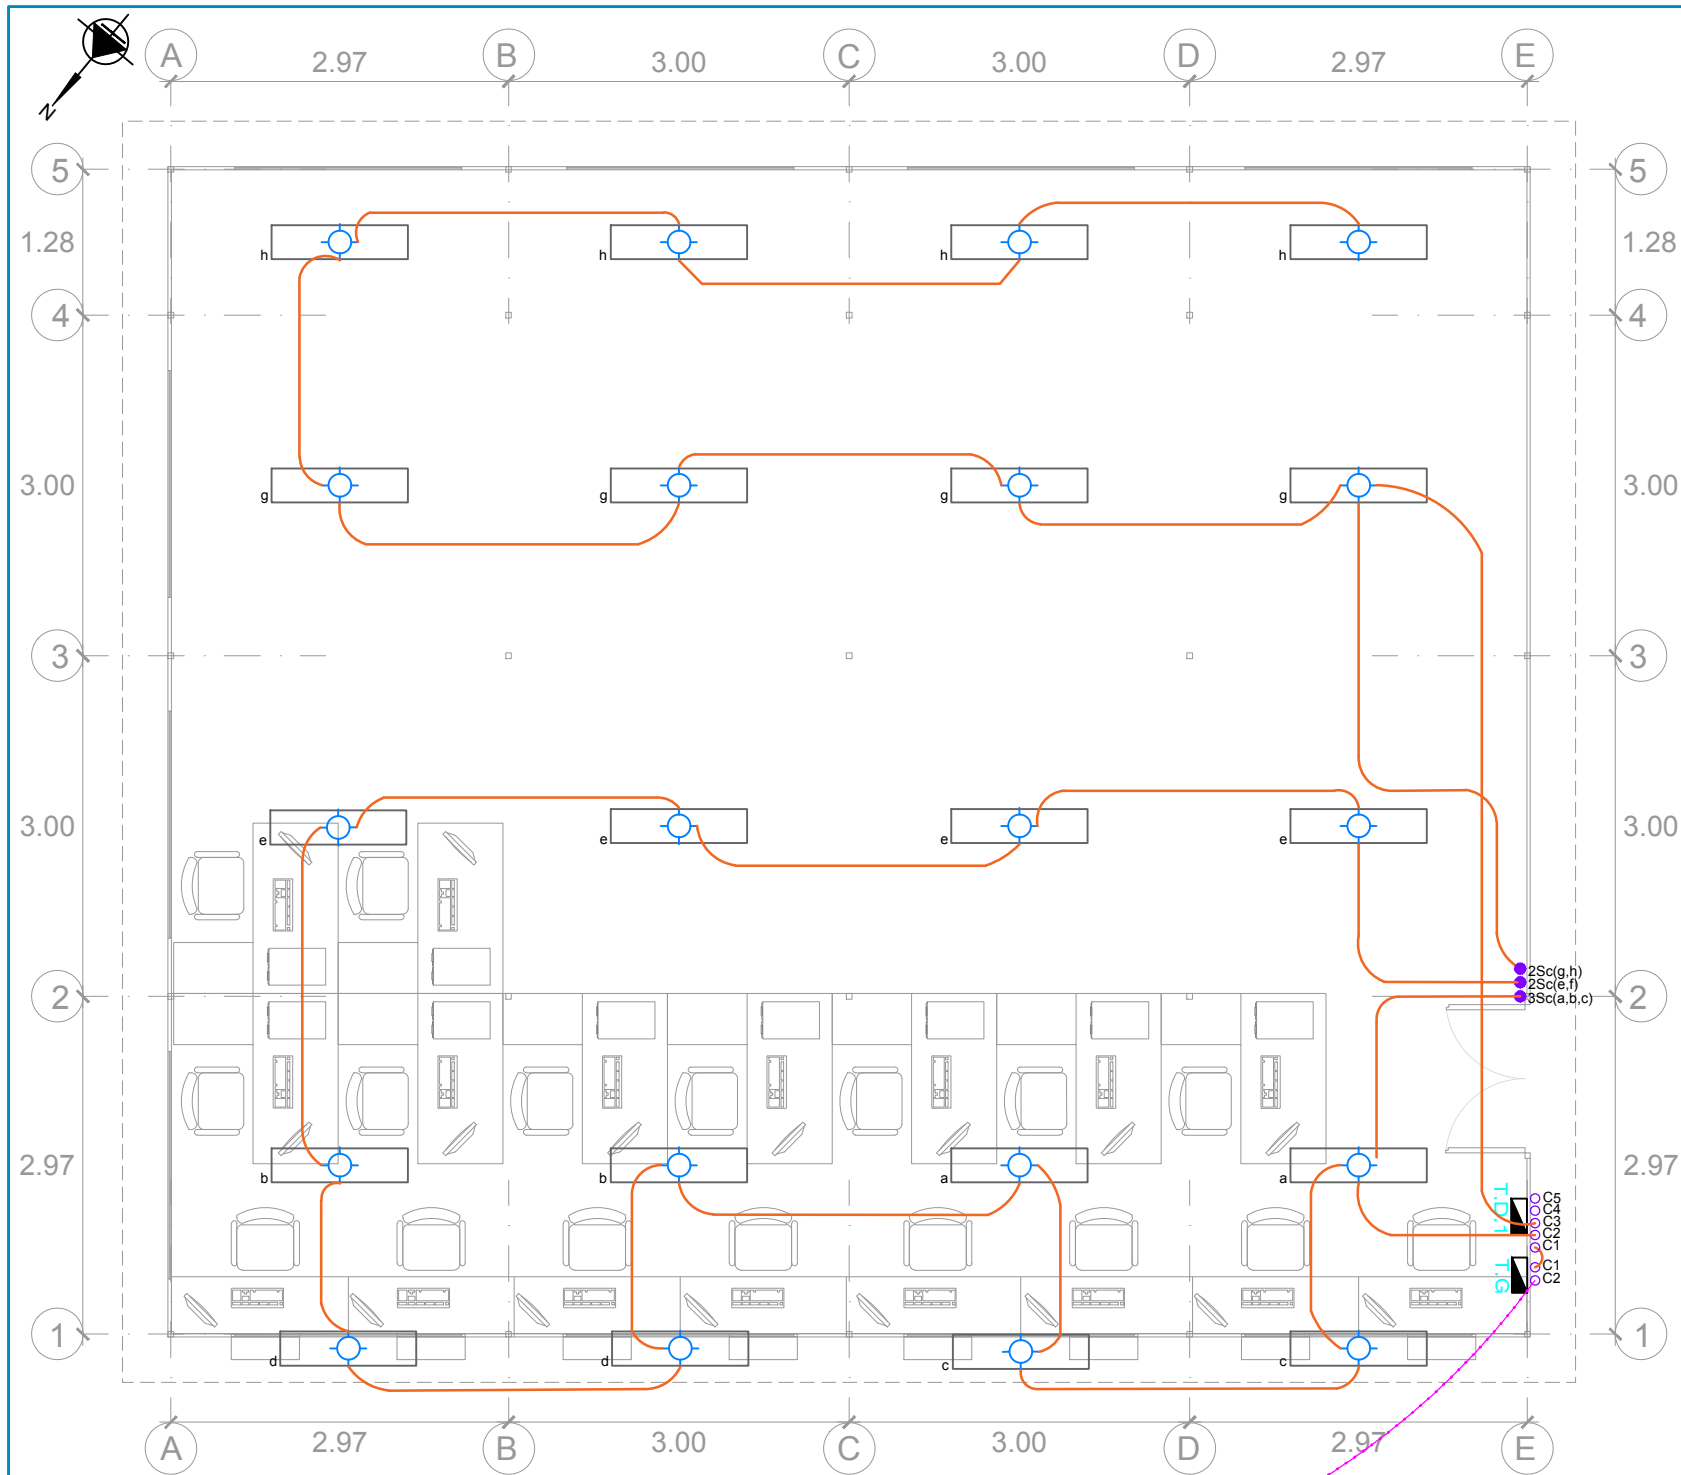 A 2.97 B 3.00 C 3.00 D 2.97 E
N
5 5
1.28 1.28
h h h h
4 4
3.00 3.00
g g g g
3 3
3.00 3.00
e e e e
2Sc(g,h)
2Sc(e,f)
2 3Sc(a,b,c) 2
2.97 2.97
b b a a
T.D.1
C5
C4
C3
C2
C1
T.G
C1
C2
1 1
d d c c
A 2.97 B 3.00 C 3.00 D 2.97 E